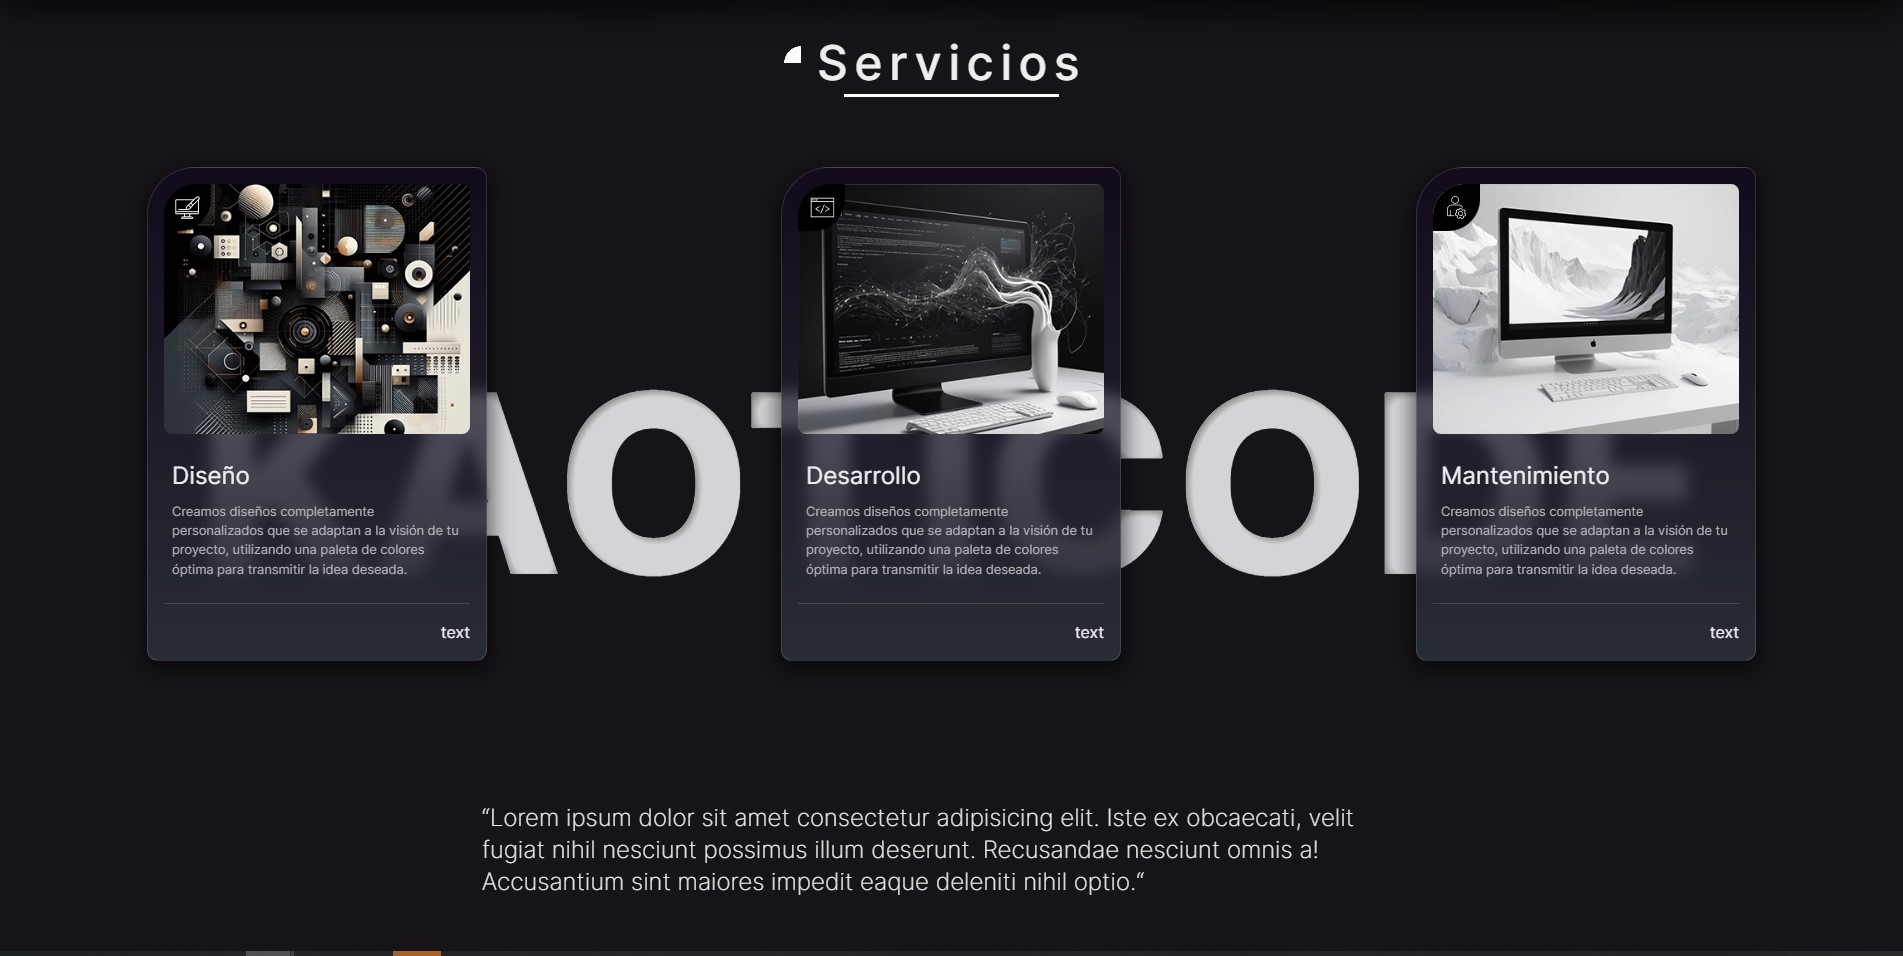 Servicios
KAOTICODE
Diseño
Creamos diseños completamente
personalizados que se adaptan a la visión de tu
proyecto, utilizando una paleta de colores
óptima para transmitir la idea deseada.
text
Desarrollo
Creamos diseños completamente
personalizados que se adaptan a la visión de tu
proyecto, utilizando una paleta de colores
óptima para transmitir la idea deseada.
text
Mantenimiento
Creamos diseños completamente
personalizados que se adaptan a la visión de tu
proyecto, utilizando una paleta de colores
óptima para transmitir la idea deseada.
text
“Lorem ipsum dolor sit amet consectetur adipisicing elit. Iste ex obcaecati, velit
fugiat nihil nesciunt possimus illum deserunt. Recusandae nesciunt omnis a!
Accusantium sint maiores impedit eaque deleniti nihil optio.“